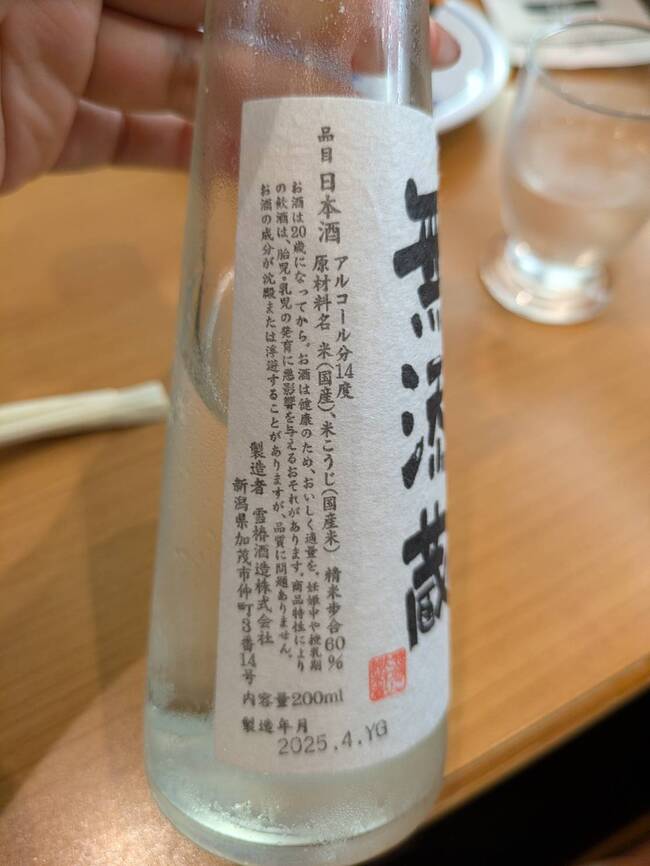 無添蔵
品目 日本酒 アルコール分14度
原材料名 米(国産)、米こうじ(国産米) 精米歩合60%
お酒は20歳になってから。お酒は健康のため、おいしく適量を。妊娠中や授乳期
の飲酒は、胎児・乳児の発育に悪影響を与えるおそれがあります。商品特性により
お酒の成分が沈殿または浮遊することがありますが、品質に問題ありません。
製造者 雪椿酒造株式会社
新潟県加茂市仲町3番14号
内容量200ml
製造年月
2025.4.YG